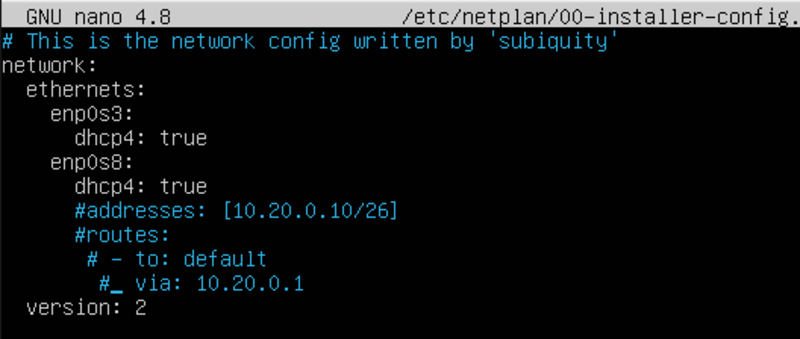 GNU nano 4.8 /etc/netplan/00-installer-config.
# This is the network config written by 'subiquity'
network:
  ethernets:
    enp0s3:
      dhcp4: true
    enp0s8:
      dhcp4: true
      #addresses: [10.20.0.10/26]
      #routes:
       # - to: default
        #_ via: 10.20.0.1
  version: 2